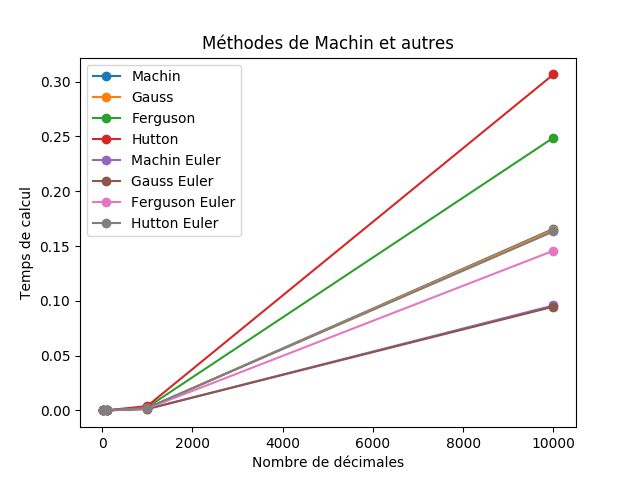 Méthodes de Machin et autres
Machin
Gauss
Ferguson
Hutton
Machin Euler
Gauss Euler
Ferguson Euler
Hutton Euler
Temps de calcul
0.30
0.25
0.20
0.15
0.10
0.05
0.00
0 2000 4000 6000 8000 10000
Nombre de décimales